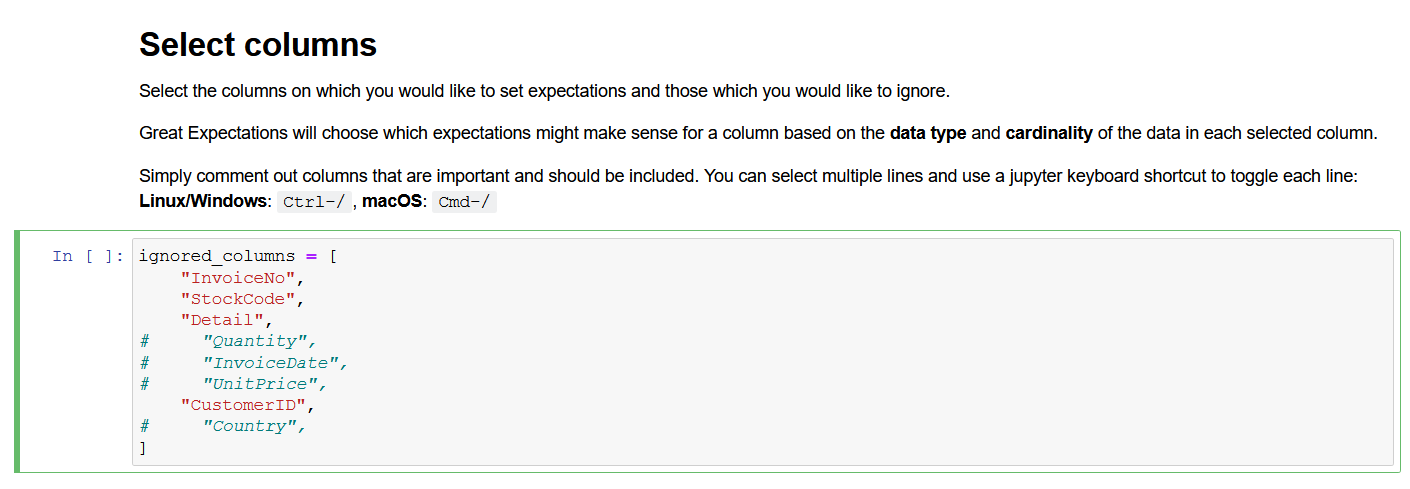 Select columns
Select the columns on which you would like to set expectations and those which you would like to ignore.
Great Expectations will choose which expectations might make sense for a column based on the data type and cardinality of the data in each selected column.
Simply comment out columns that are important and should be included. You can select multiple lines and use a jupyter keyboard shortcut to toggle each line:
Linux/Windows: Ctrl-/ , macOS: Cmd-/
In [ ]: ignored_columns = [
    "InvoiceNo",
    "StockCode",
    "Detail",
#     "Quantity",
#     "InvoiceDate",
#     "UnitPrice",
    "CustomerID",
#     "Country",
]